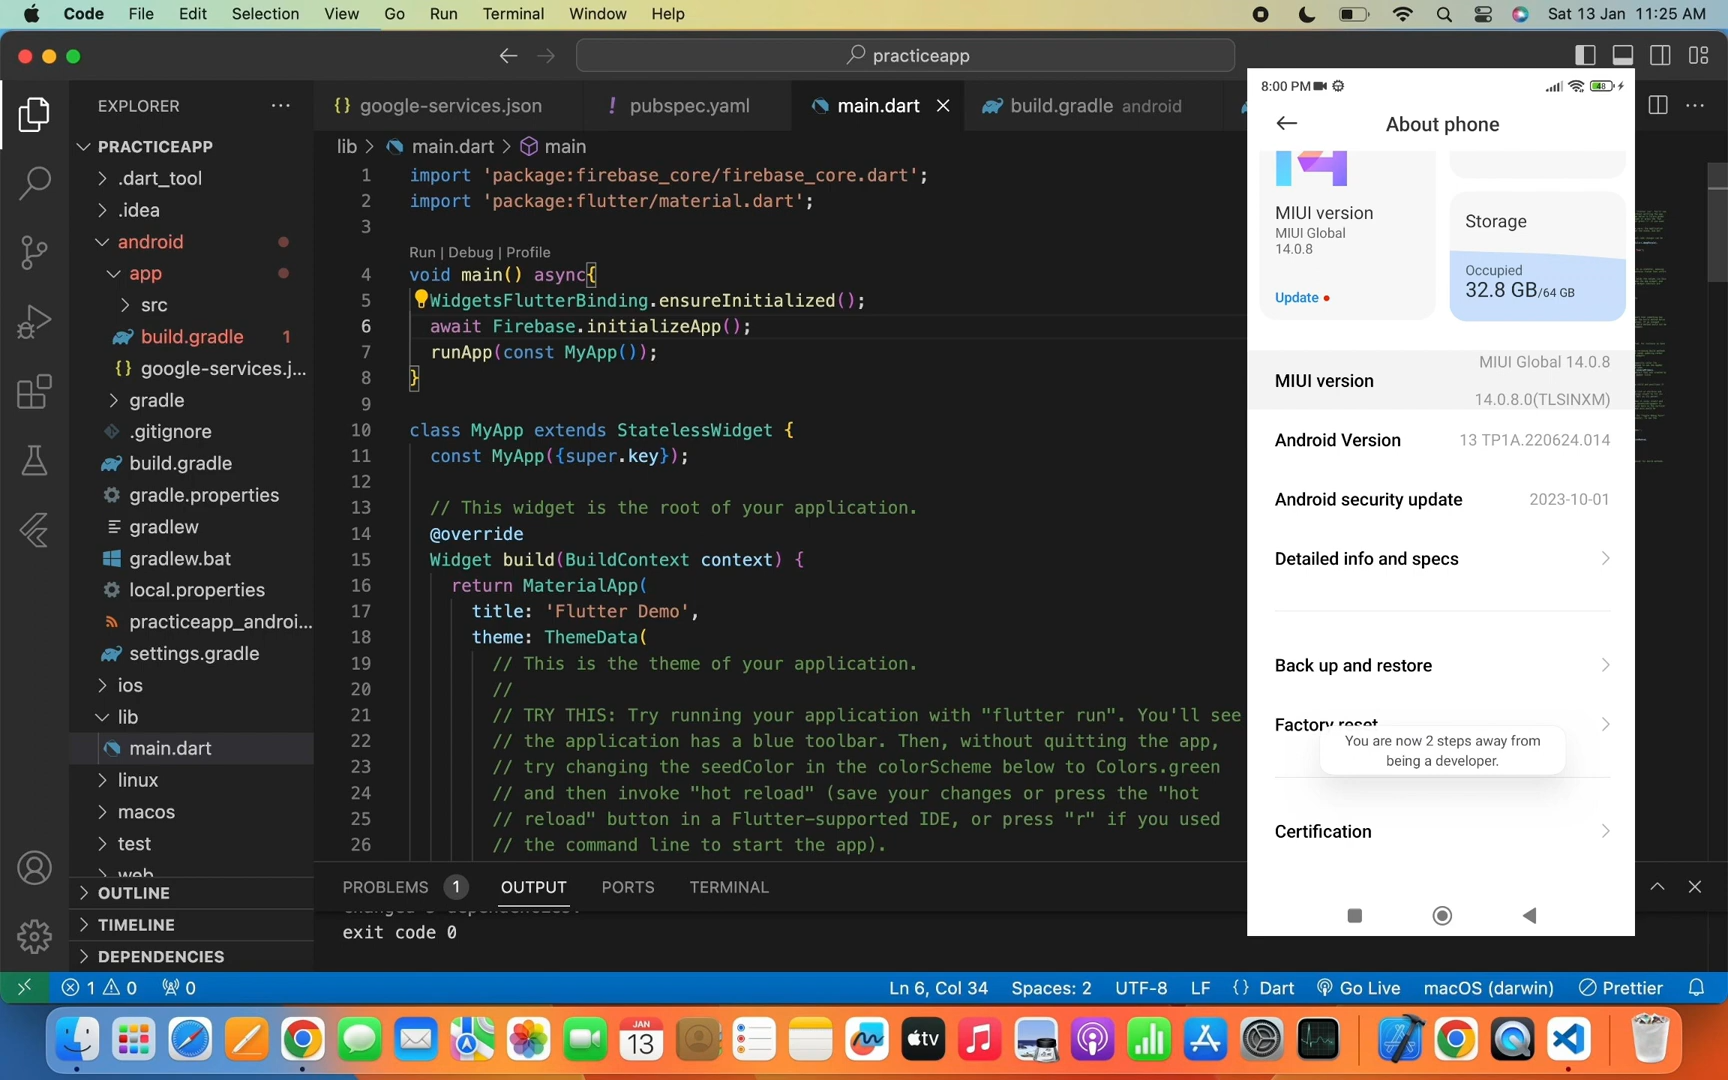 Code File Edit Selection View Go Run Terminal Window Help
Sat 13 Jan 11:25 AM
practiceapp
EXPLORER
PRACTICEAPP
.dart_tool
.idea
android
app
src
build.gradle 1
google-services.j...
gradle
.gitignore
build.gradle
gradle.properties
gradlew
gradlew.bat
local.properties
practiceapp_androi...
settings.gradle
ios
lib
main.dart
linux
macos
test
web
OUTLINE
TIMELINE
DEPENDENCIES
google-services.json
pubspec.yaml
main.dart
build.gradle android
lib > main.dart > main
1 import 'package:firebase_core/firebase_core.dart';
2 import 'package:flutter/material.dart';
3
Run | Debug | Profile
4 void main() async{
5 WidgetsFlutterBinding.ensureInitialized();
6 await Firebase.initializeApp();
7 runApp(const MyApp());
8 }
9
10 class MyApp extends StatelessWidget {
11 const MyApp({super.key});
12
13 // This widget is the root of your application.
14 @override
15 Widget build(BuildContext context) {
16 return MaterialApp(
17 title: 'Flutter Demo',
18 theme: ThemeData(
19 // This is the theme of your application.
20 //
21 // TRY THIS: Try running your application with "flutter run". You'll see
22 // the application has a blue toolbar. Then, without quitting the app,
23 // try changing the seedColor in the colorScheme below to Colors.green
24 // and then invoke "hot reload" (save your changes or press the "hot
25 // reload" button in a Flutter-supported IDE, or press "r" if you used
26 // the command line to start the app).
PROBLEMS 1 OUTPUT PORTS TERMINAL
exit code 0
8:00 PM
48
About phone
MIUI version
MIUI Global
14.0.8
Update
Storage
Occupied
32.8 GB/64 GB
MIUI version
MIUI Global 14.0.8
14.0.8.0(TLSINXM)
Android Version 13 TP1A.220624.014
Android security update 2023-10-01
Detailed info and specs
Back up and restore
Factory reset
You are now 2 steps away from
being a developer.
Certification
1 0 0
Ln 6, Col 34 Spaces: 2 UTF-8 LF {} Dart Go Live macOS (darwin) Prettier
JAN
13
tv